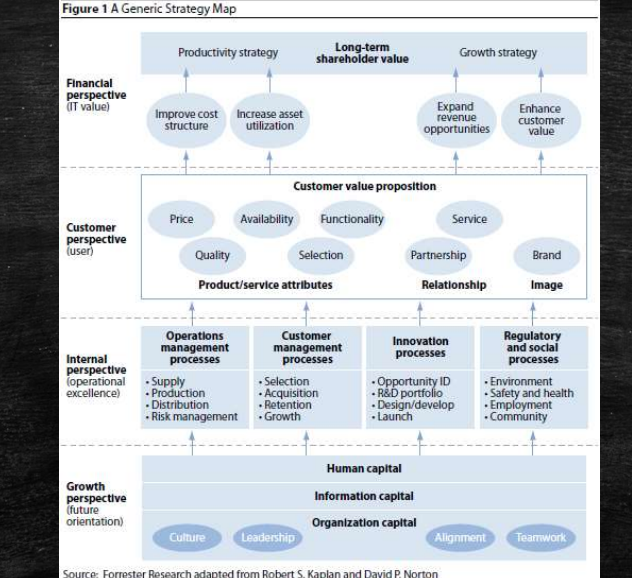 Figure 1 A Generic Strategy Map
Financial
perspective
(IT value)
Productivity strategy
Long-term
shareholder value
Growth strategy
Improve cost
structure
Increase asset
utilization
Expand
revenue
opportunities
Enhance
customer
value
Customer
perspective
(user)
Customer value proposition
Price
Availability
Functionality
Service
Quality
Selection
Partnership
Brand
Product/service attributes
Relationship
Image
Internal
perspective
(operational
excellence)
Operations
management
processes
• Supply
• Production
• Distribution
• Risk management
Customer
management
processes
• Selection
• Acquisition
• Retention
• Growth
Innovation
processes
• Opportunity ID
• R&D portfolio
• Design/develop
• Launch
Regulatory
and social
processes
• Environment
• Safety and health
• Employment
• Community
Growth
perspective
(future
orientation)
Human capital
Information capital
Organization capital
Culture
Leadership
Alignment
Teamwork
Source: Forrester Research adapted from Robert S. Kaplan and David P. Norton